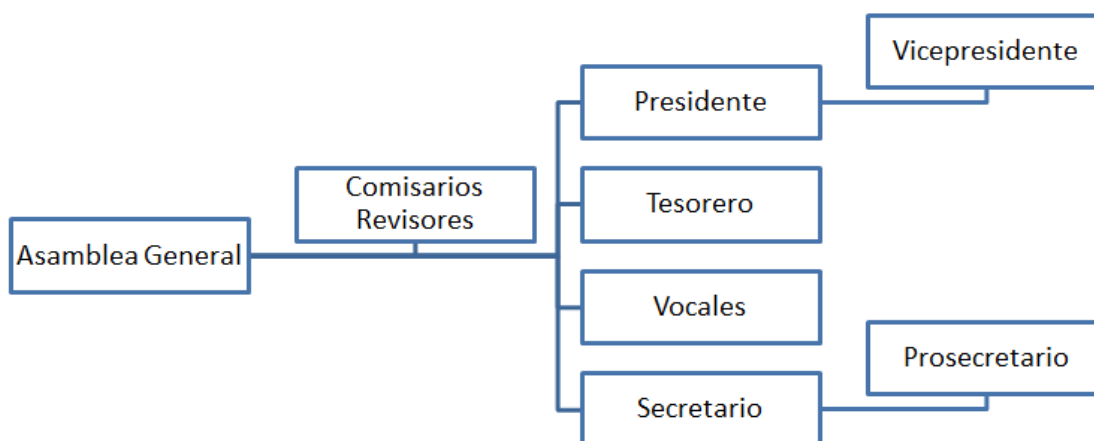 Vicepresidente
Presidente
Comisarios
Revisores
Tesorero
Asamblea General
Vocales
Prosecretario
Secretario